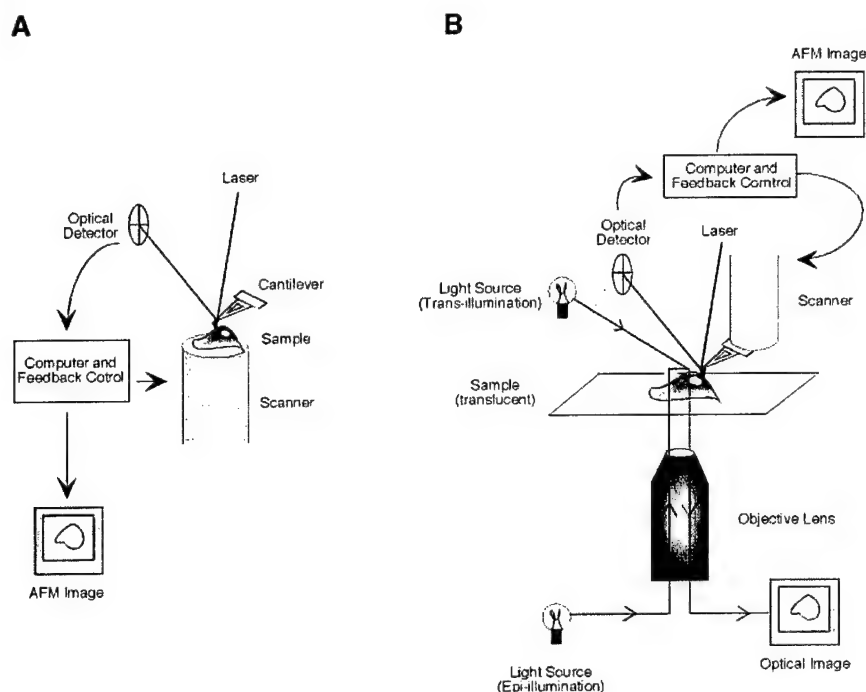 A
Laser
Optical
Detector
Cantilever
Sample
Computer and
Feedback Cotrol
Scanner
AFM Image
B
AFM Image
Computer and
Feedback Comtrol
Optical
Detector
Laser
Light Source
(Trans-illumination)
Scanner
Sample
(translucent)
Objective Lens
Light Source
(Epi-illumination)
Optical Image